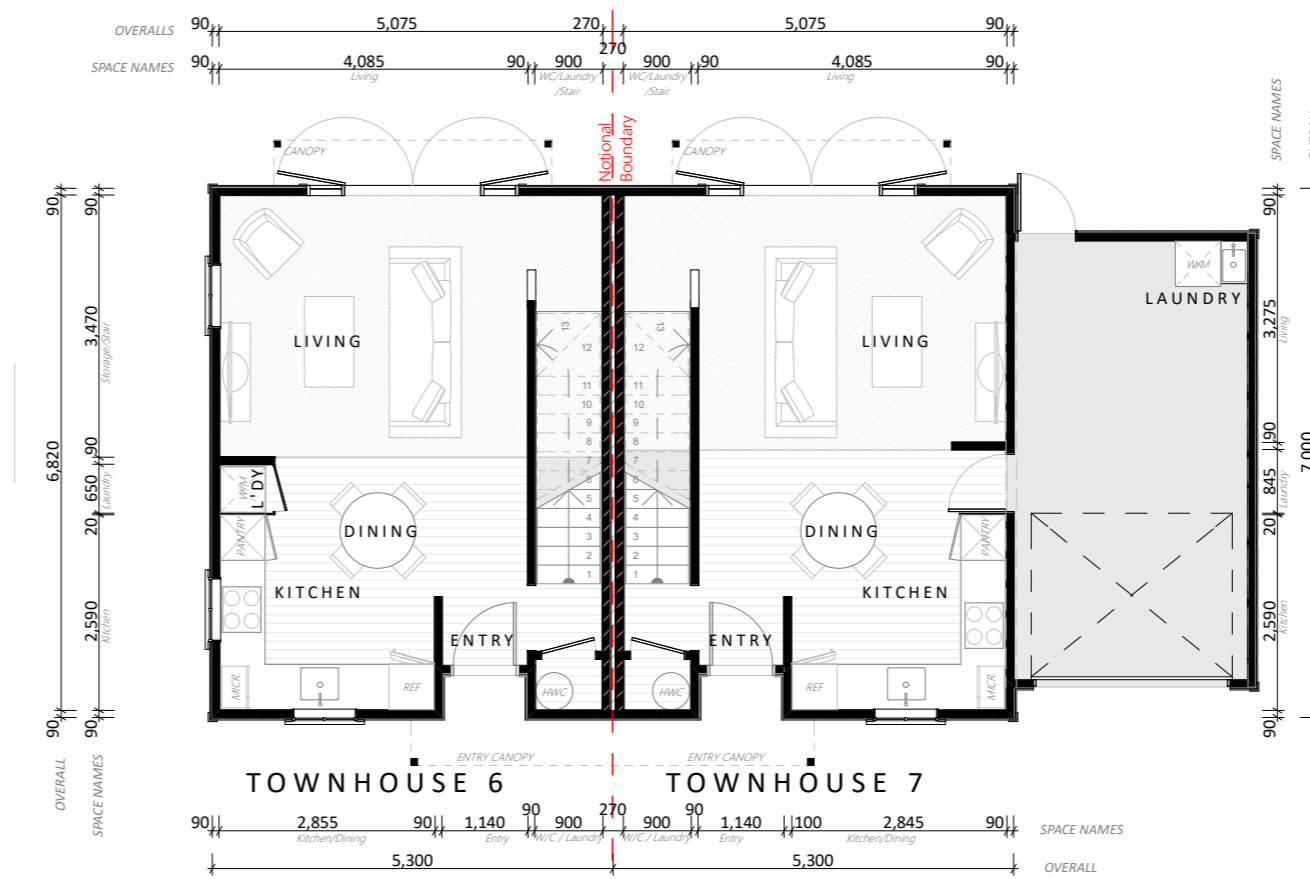 OVERALLS 90 5,075 270 5,075 90
SPACE NAMES 90 4,085 90 900 270 900 90 4,085 90
Living WC/Laundry /Stair WC/Laundry /Stair Living
Notional Boundary
CANOPY CANOPY
SPACE NAMES
90 90 90
W/M
LAUNDRY
3,470 Storage/Stair
3,275 Living
7,000
LIVING LIVING
13 13
12 12
11 11
10 10
9 9
8 8
7 7
6 6
5 5
4 4
3 3
2 2
1 1
6,820
90 90
650 Laundry
845 Laundry
20 20
W/M L'DY
PANTRY PANTRY
DINING DINING
KITCHEN KITCHEN
2,590 Kitchen
2,590 Kitchen
ENTRY ENTRY
MICR. REF HWC HWC REF MICR.
90 90 90
ENTRY CANOPY ENTRY CANOPY
OVERALL
SPACE NAMES
TOWNHOUSE 6 TOWNHOUSE 7
90 2,855 90 1,140 90 900 270 900 90 1,140 100 2,845 90 SPACE NAMES
Kitchen/Dining Entry W/C / Laundry W/C / Laundry Entry Kitchen/Dining
5,300 5,300 OVERALL